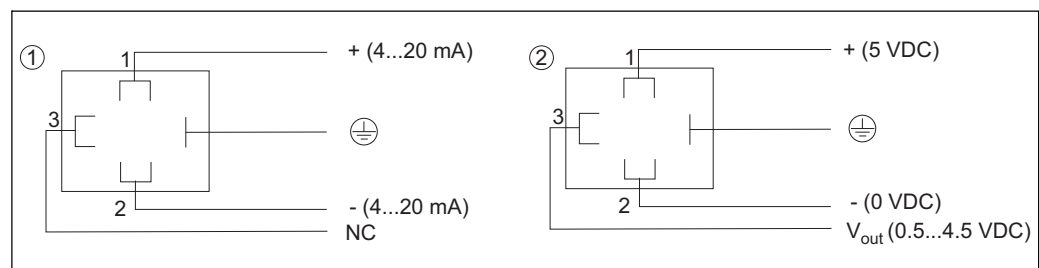 ①
1
+ (4...20 mA)
3
2
- (4...20 mA)
NC
②
1
+ (5 VDC)
3
2
- (0 VDC)
Vout (0.5...4.5 VDC)